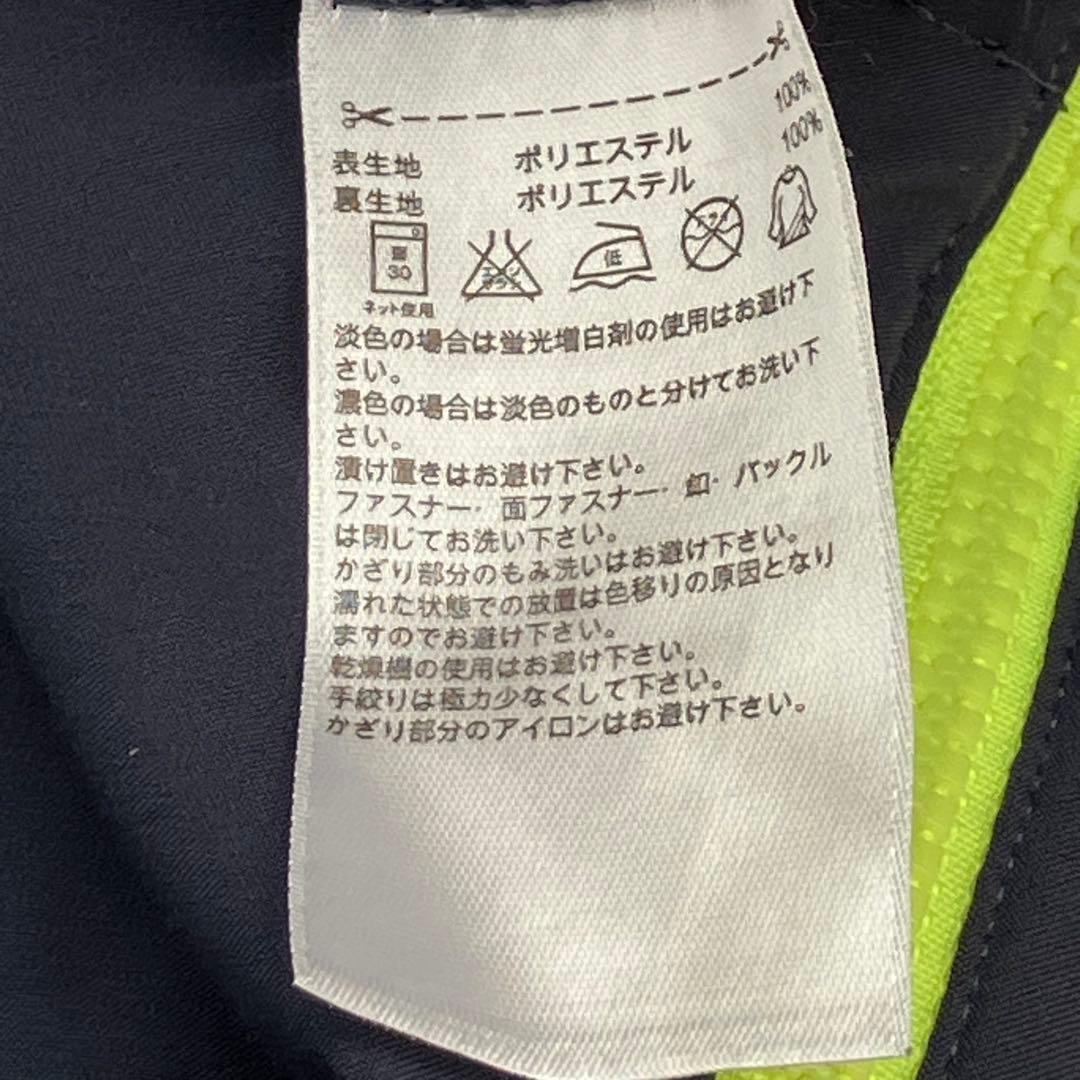 表生地 ポリエステル 100%
裏生地 ポリエステル 100%
30 低
ネット使用
淡色の場合は蛍光増白剤の使用はお避け下
さい。
濃色の場合は淡色のものと分けてお洗い下
さい。
漬け置きはお避け下さい。
ファスナー・面ファスナー・釦・バックル
は閉じてお洗い下さい。
かざり部分のもみ洗いはお避け下さい。
濡れた状態での放置は色移りの原因となり
ますのでお避け下さい。
乾燥機の使用はお避け下さい。
手絞りは極力少なくして下さい。
かざり部分のアイロンはお避け下さい。